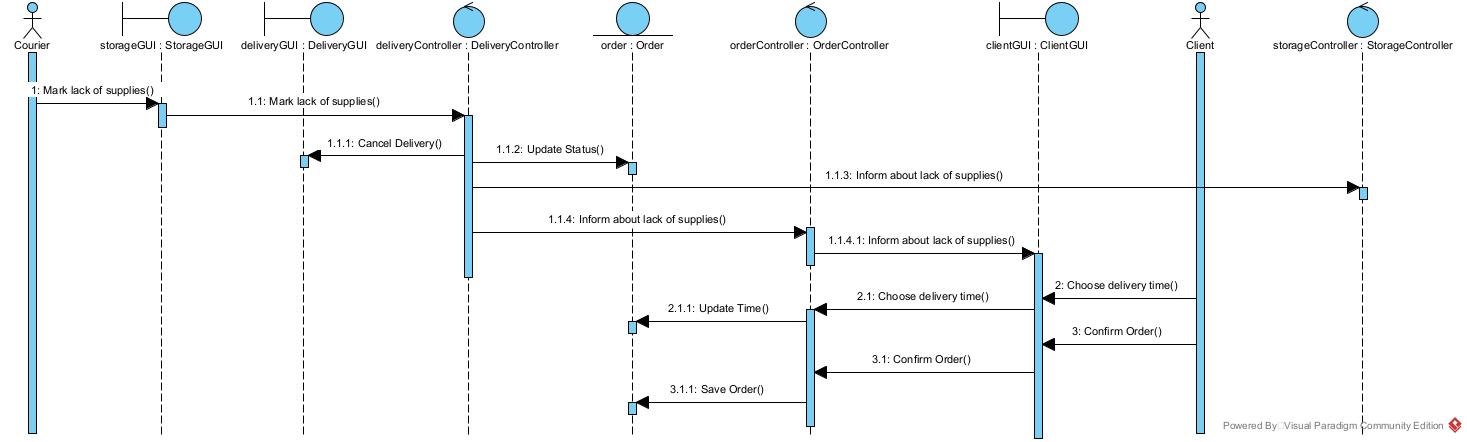 Courier
storageGUI : StorageGUI
deliveryGUI : DeliveryGUI
deliveryController : DeliveryController
order : Order
orderController : OrderController
clientGUI : ClientGUI
Client
storageController : StorageController
1: Mark lack of supplies()
1.1: Mark lack of supplies()
1.1.1: Cancel Delivery()
1.1.2: Update Status()
1.1.3: Inform about lack of supplies()
1.1.4: Inform about lack of supplies()
1.1.4.1: Inform about lack of supplies()
2: Choose delivery time()
2.1: Choose delivery time()
2.1.1: Update Time()
3: Confirm Order()
3.1: Confirm Order()
3.1.1: Save Order()
Powered By Visual Paradigm Community Edition